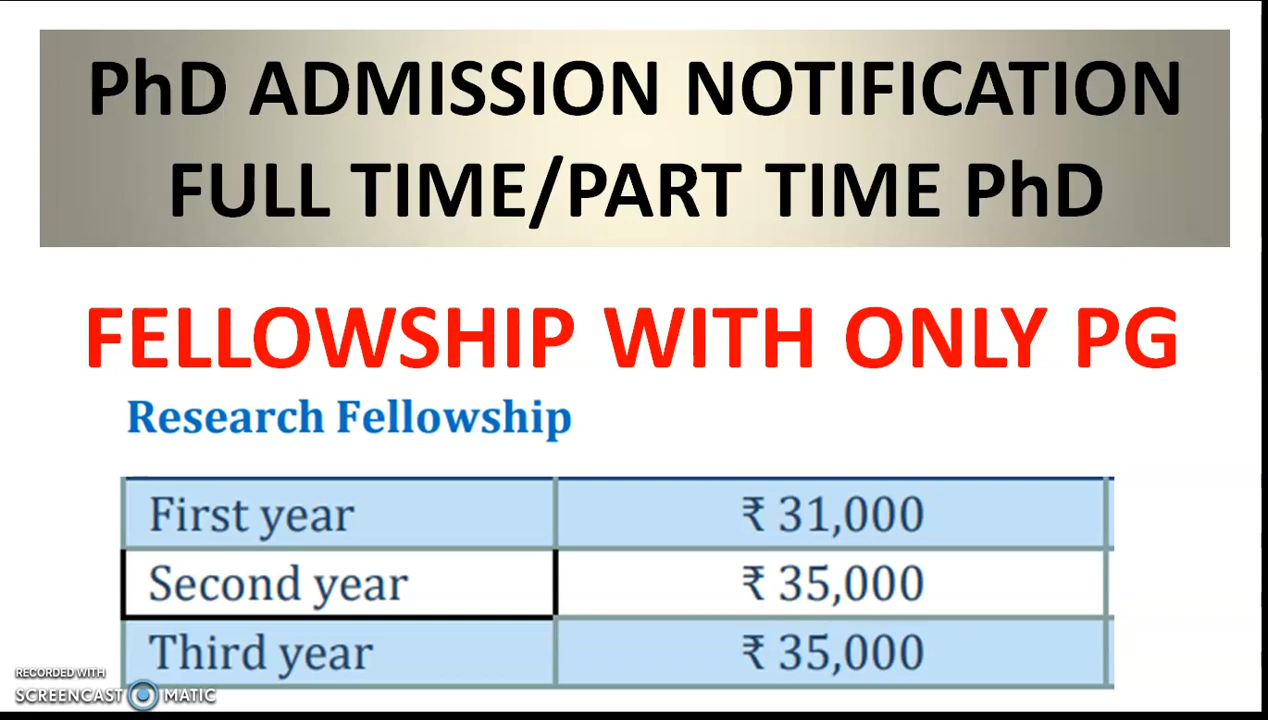 PhD ADMISSION NOTIFICATION
FULL TIME/PART TIME PhD
FELLOWSHIP WITH ONLY PG
Research Fellowship
First year ₹ 31,000
Second year ₹ 35,000
Third year ₹ 35,000
RECORDED WITH
SCREENCAST MATIC